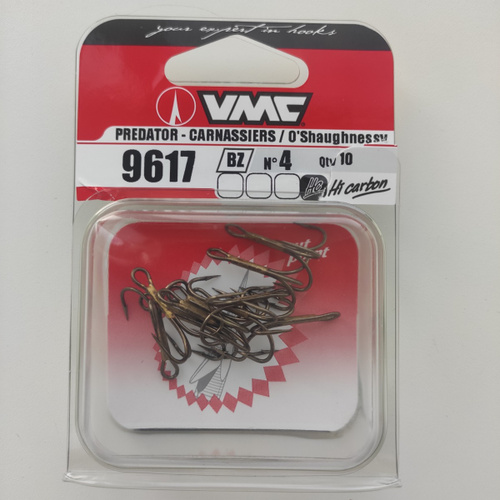 your expert in hooks
VMC
PREDATOR - CARNASSIERS / O'Shaughnessy
9617 BZ N° 4 Qty 10
Hc Hi carbon